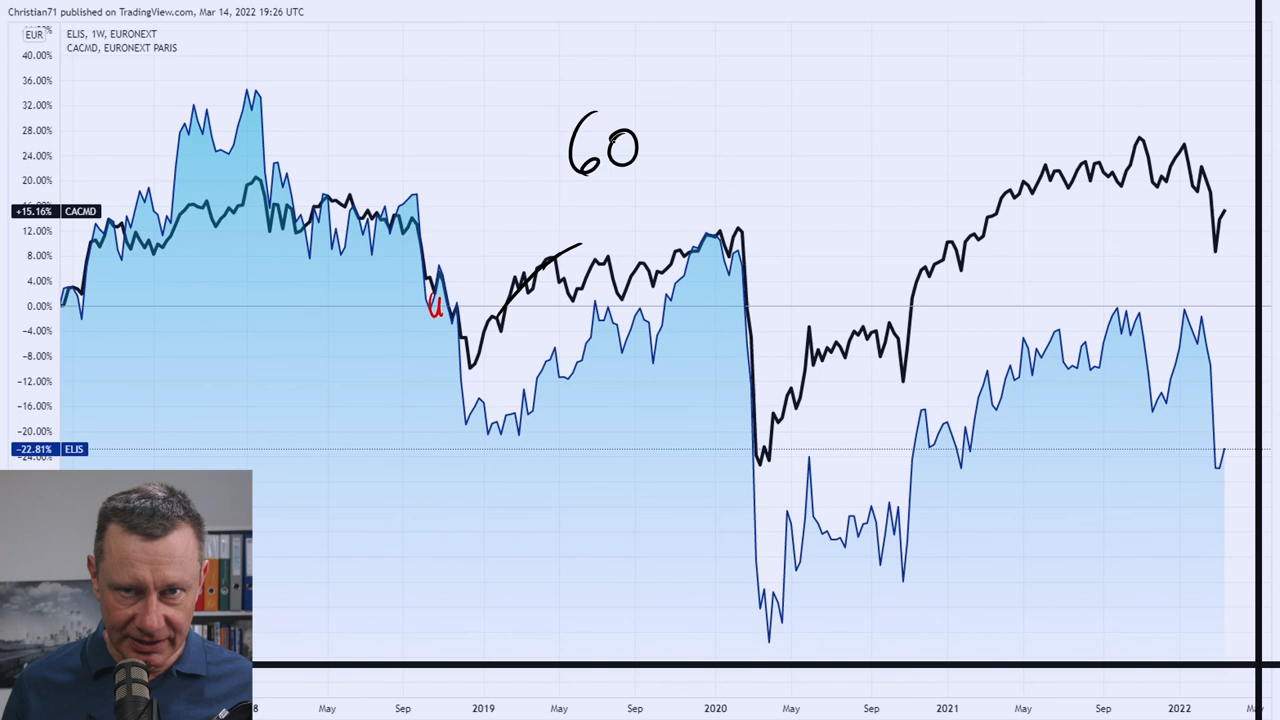 Christian71 published on TradingView.com, Mar 14, 2022 19:26 UTC
EUR
ELIS, 1W, EURONEXT
CACMD, EURONEXT PARIS
40.00%
36.00%
32.00%
28.00%
24.00%
20.00%
+15.16% CACMD
12.00%
8.00%
4.00%
0.00%
−4.00%
−8.00%
−12.00%
−16.00%
−20.00%
−22.81% ELIS
−24.00%
60
u
8 May Sep 2019 May Sep 2020 May Sep 2021 May Sep 2022